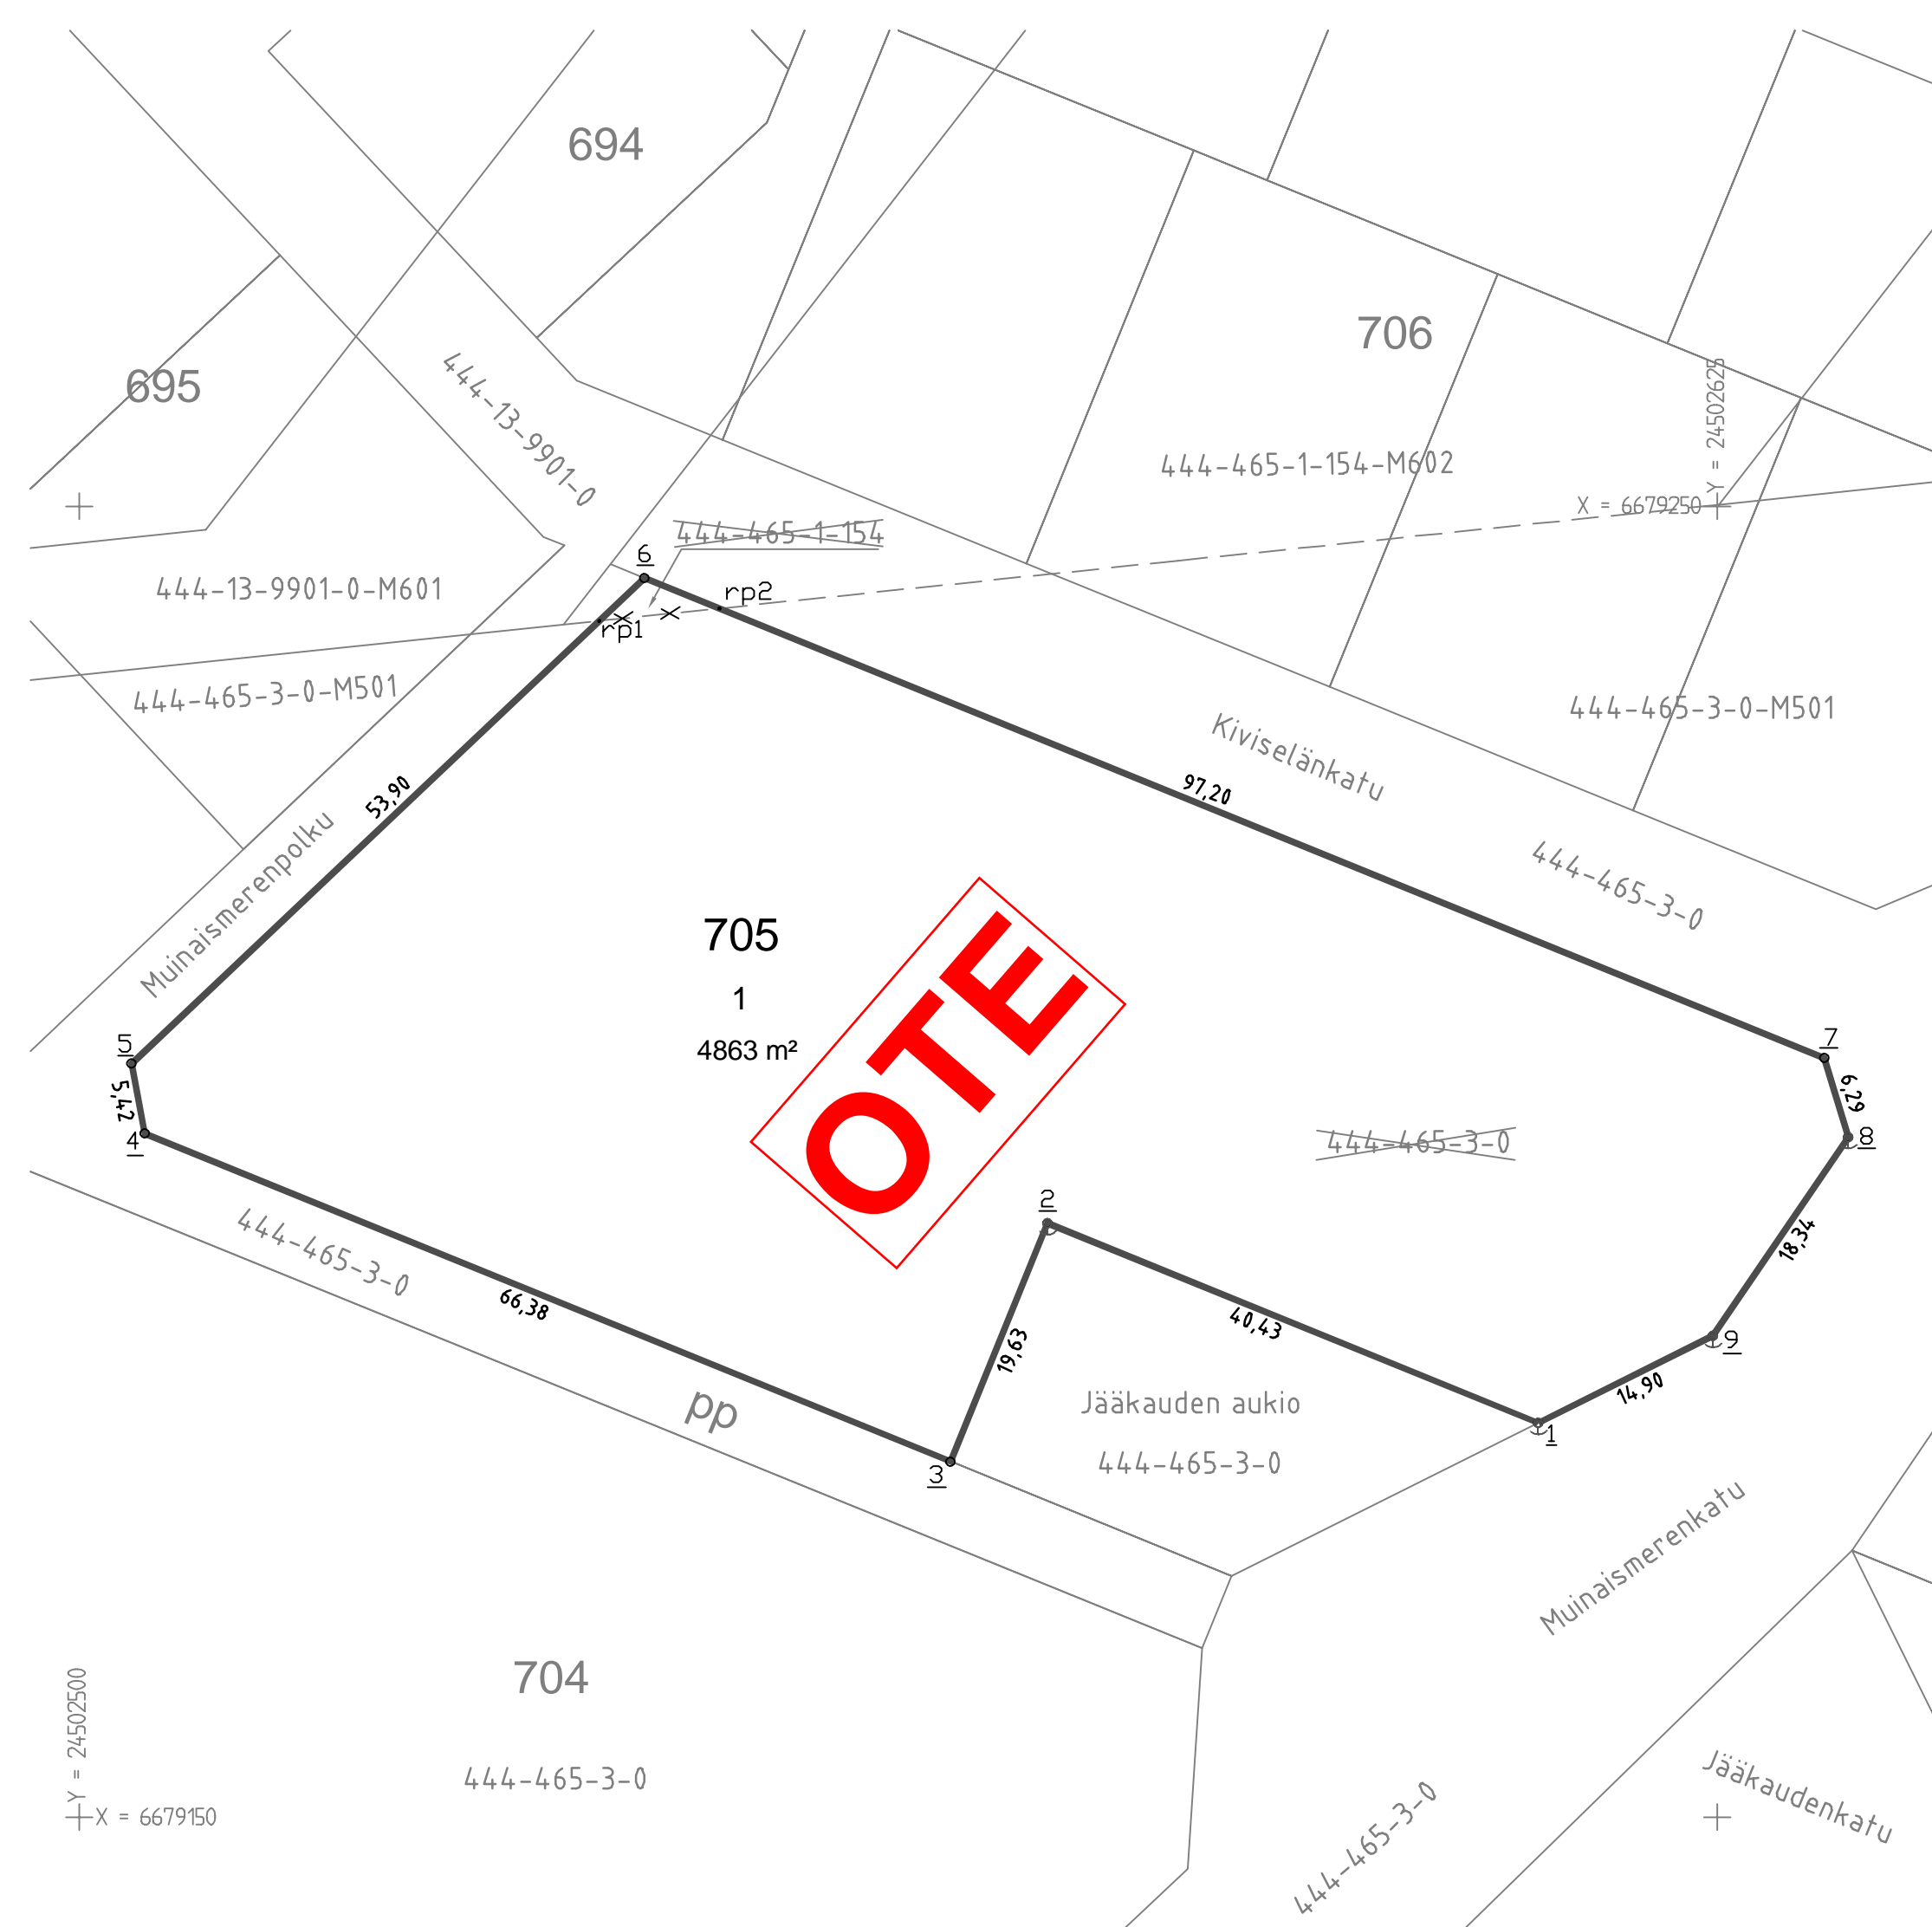 694
706
695
444-13-9901-0
Y = 24502625
444-465-1-154-M602
X = 6679250
444-465-1-154
6
444-13-9901-0-M601
rp2
rp1
444-465-3-0-M501
444-465-3-0-M501
Kiviselänkatu
53,90
97,20
Muinaismerenpolku
444-465-3-0
705
1
4863 m²
OTE
5
7
5,42
6,29
4
8
444-465-3-0
2
444-465-3-0
18,34
66,38
40,43
19,63
9
14,90
Jääkauden aukio
pp
1
444-465-3-0
3
Muinaismerenkatu
704
Y = 24502500
444-465-3-0
X = 6679150
Jääkaudenkatu
444-465-3-0